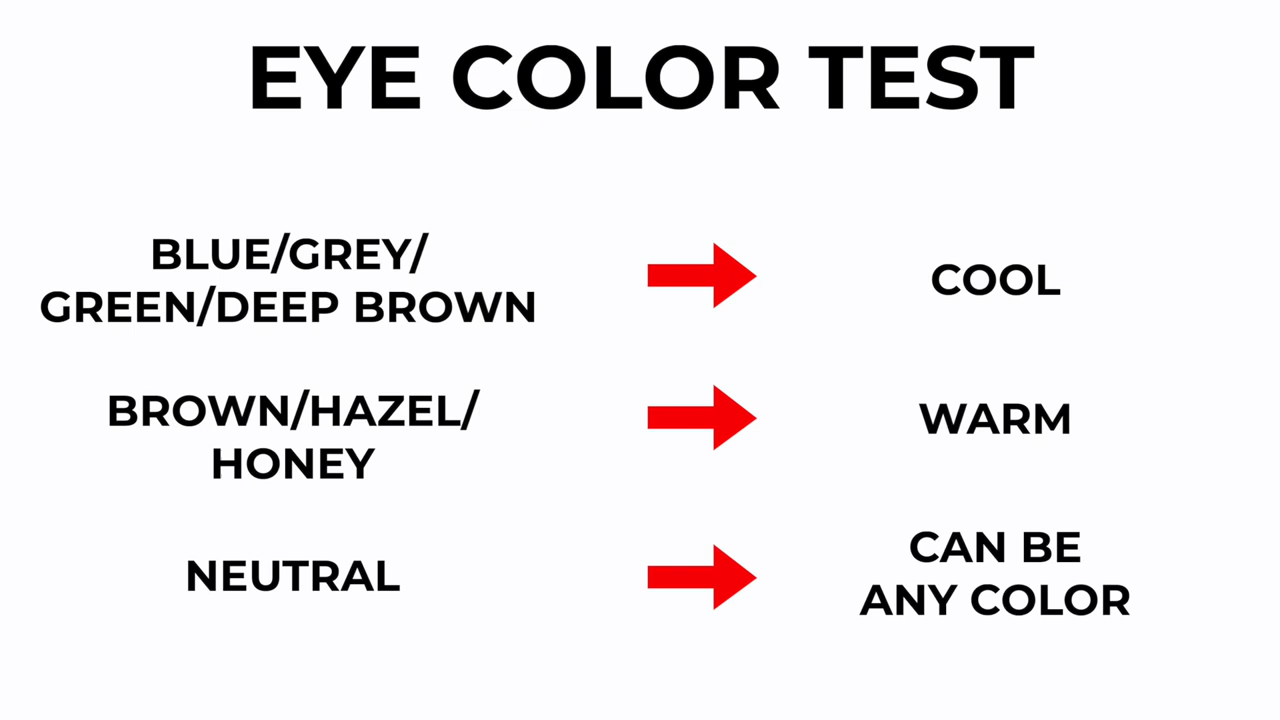 EYE COLOR TEST
BLUE/GREY/
GREEN/DEEP BROWN
COOL
BROWN/HAZEL/
HONEY
WARM
NEUTRAL
CAN BE
ANY COLOR